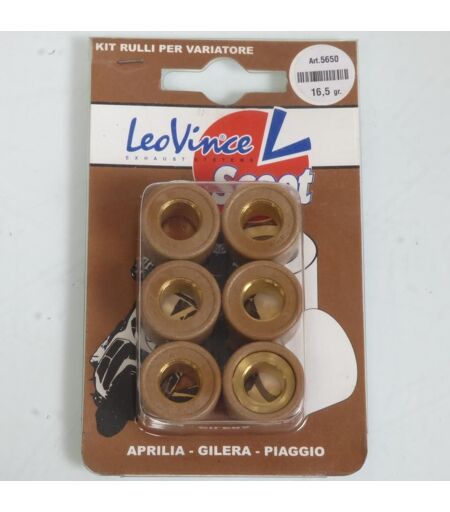 KIT RULLI PER VARIATORE
Art.5650
16,5 gr.
LeoVince L
EXHAUST SYSTEMS
Scoot
APRILIA - GILERA - PIAGGIO